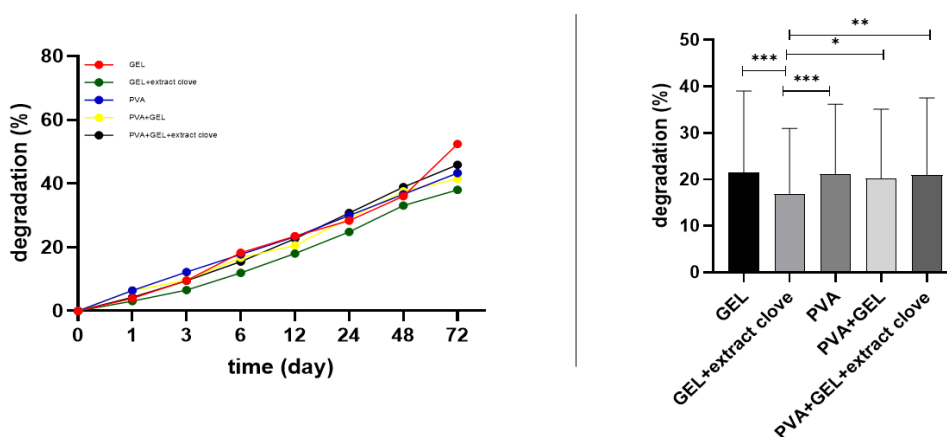 80
60
40
20
0
degradation (%)
GEL
GEL+extract clove
PVA
PVA+GEL
PVA+GEL+extract clove
0 1 3 6 12 24 48 72
time (day)
50
40
30
20
10
0
degradation (%)
**
*
***
***
GEL
GEL+extract clove
PVA
PVA+GEL
PVA+GEL+extract clove